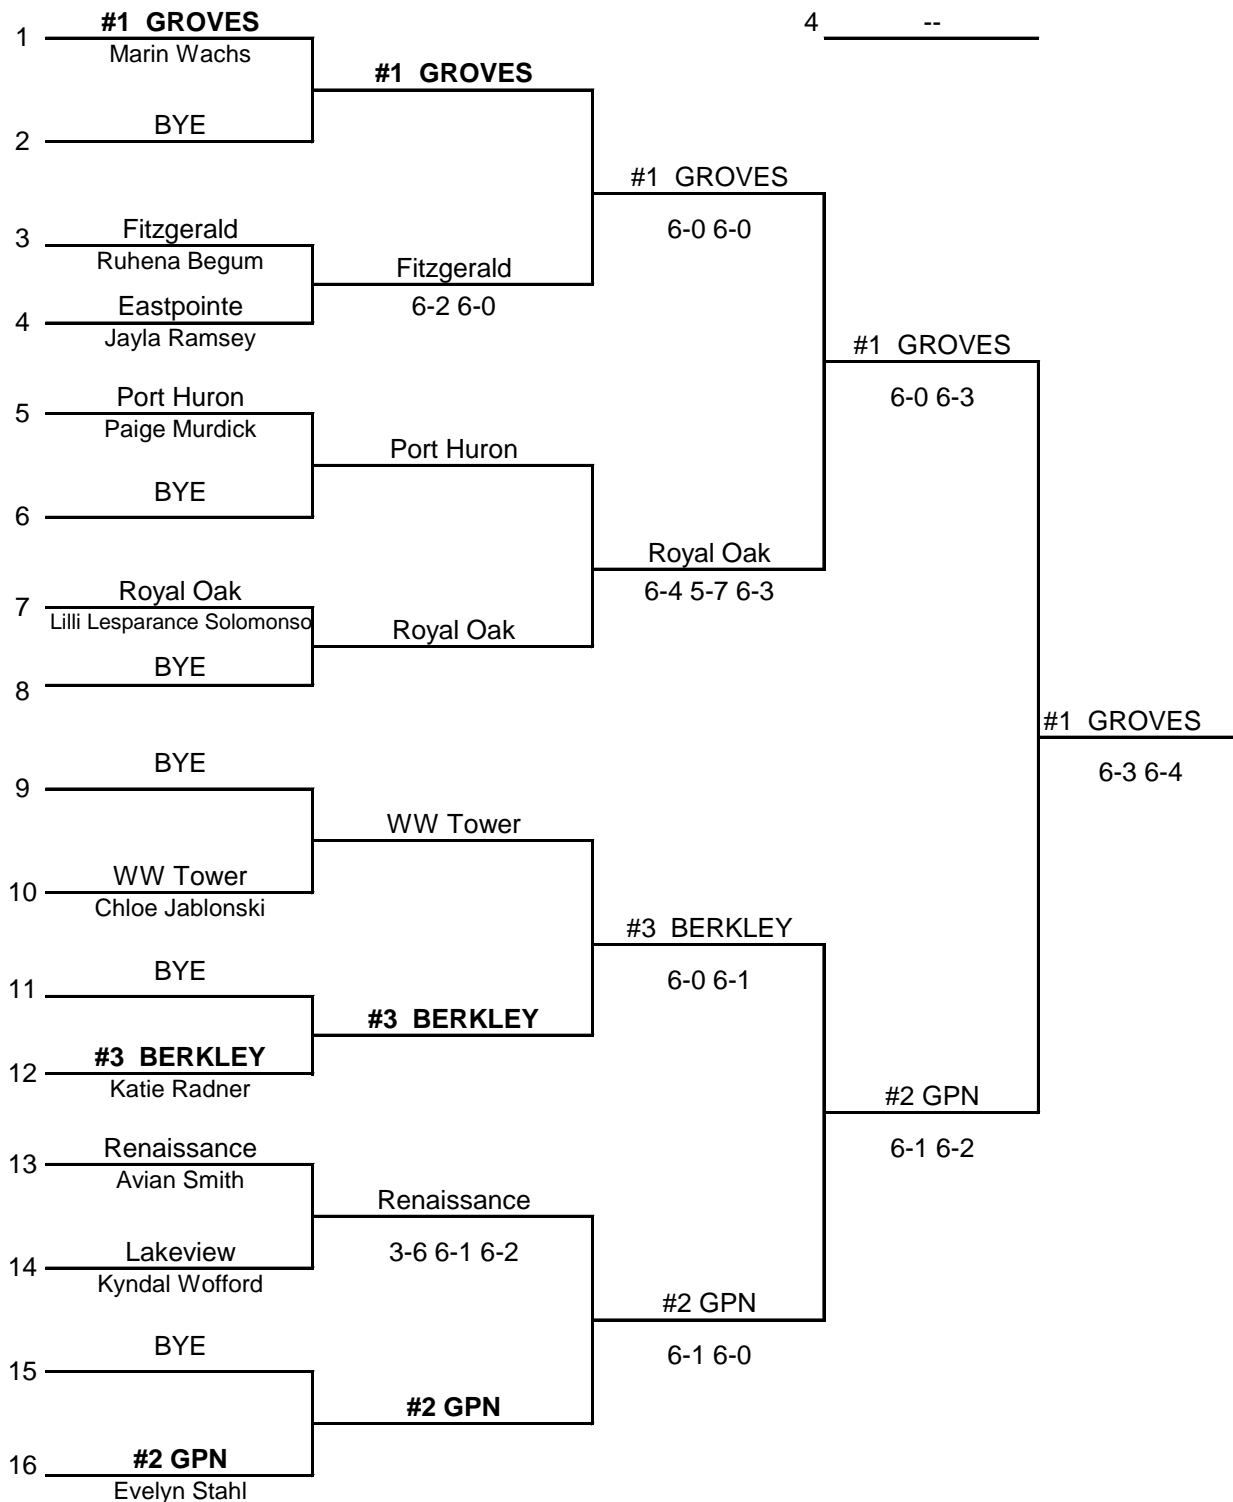 #1  GROVES
4
--
1
Marin Wachs
#1  GROVES
BYE
2
#1  GROVES
Fitzgerald
3
6-0 6-0
Ruhena Begum
Fitzgerald
Eastpointe
6-2 6-0
4
Jayla Ramsey
#1  GROVES
Port Huron
6-0 6-3
5
Paige Murdick
Port Huron
BYE
6
Royal Oak
Royal Oak
6-4 5-7 6-3
7
Lilli Lesparance Solomonso
Royal Oak
BYE
8
#1  GROVES
BYE
6-3 6-4
9
WW Tower
WW Tower
10
Chloe Jablonski
#3  BERKLEY
BYE
6-0 6-1
11
#3  BERKLEY
#3  BERKLEY
12
Katie Radner
#2 GPN
Renaissance
6-1 6-2
13
Avian Smith
Renaissance
Lakeview
3-6 6-1 6-2
14
Kyndal Wofford
#2 GPN
BYE
6-1 6-0
15
#2 GPN
#2 GPN
16
Evelyn Stahl